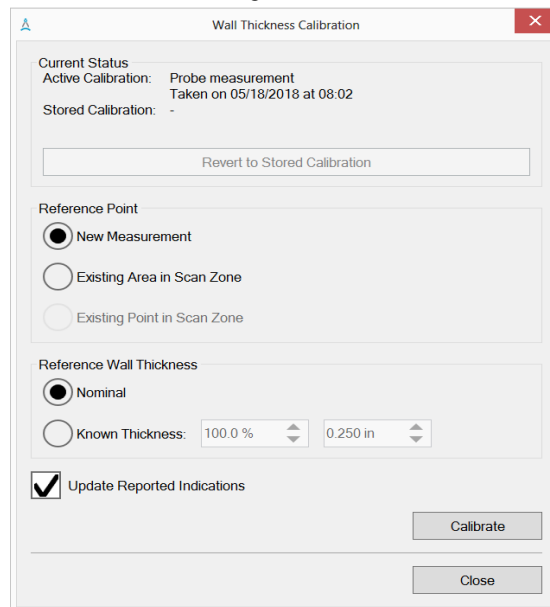 Wall Thickness Calibration
Current Status
Active Calibration: Probe measurement
Taken on 05/18/2018 at 08:02
Stored Calibration: -
Revert to Stored Calibration
Reference Point
New Measurement
Existing Area in Scan Zone
Existing Point in Scan Zone
Reference Wall Thickness
Nominal
Known Thickness: 100.0 % 0.250 in
Update Reported Indications
Calibrate
Close